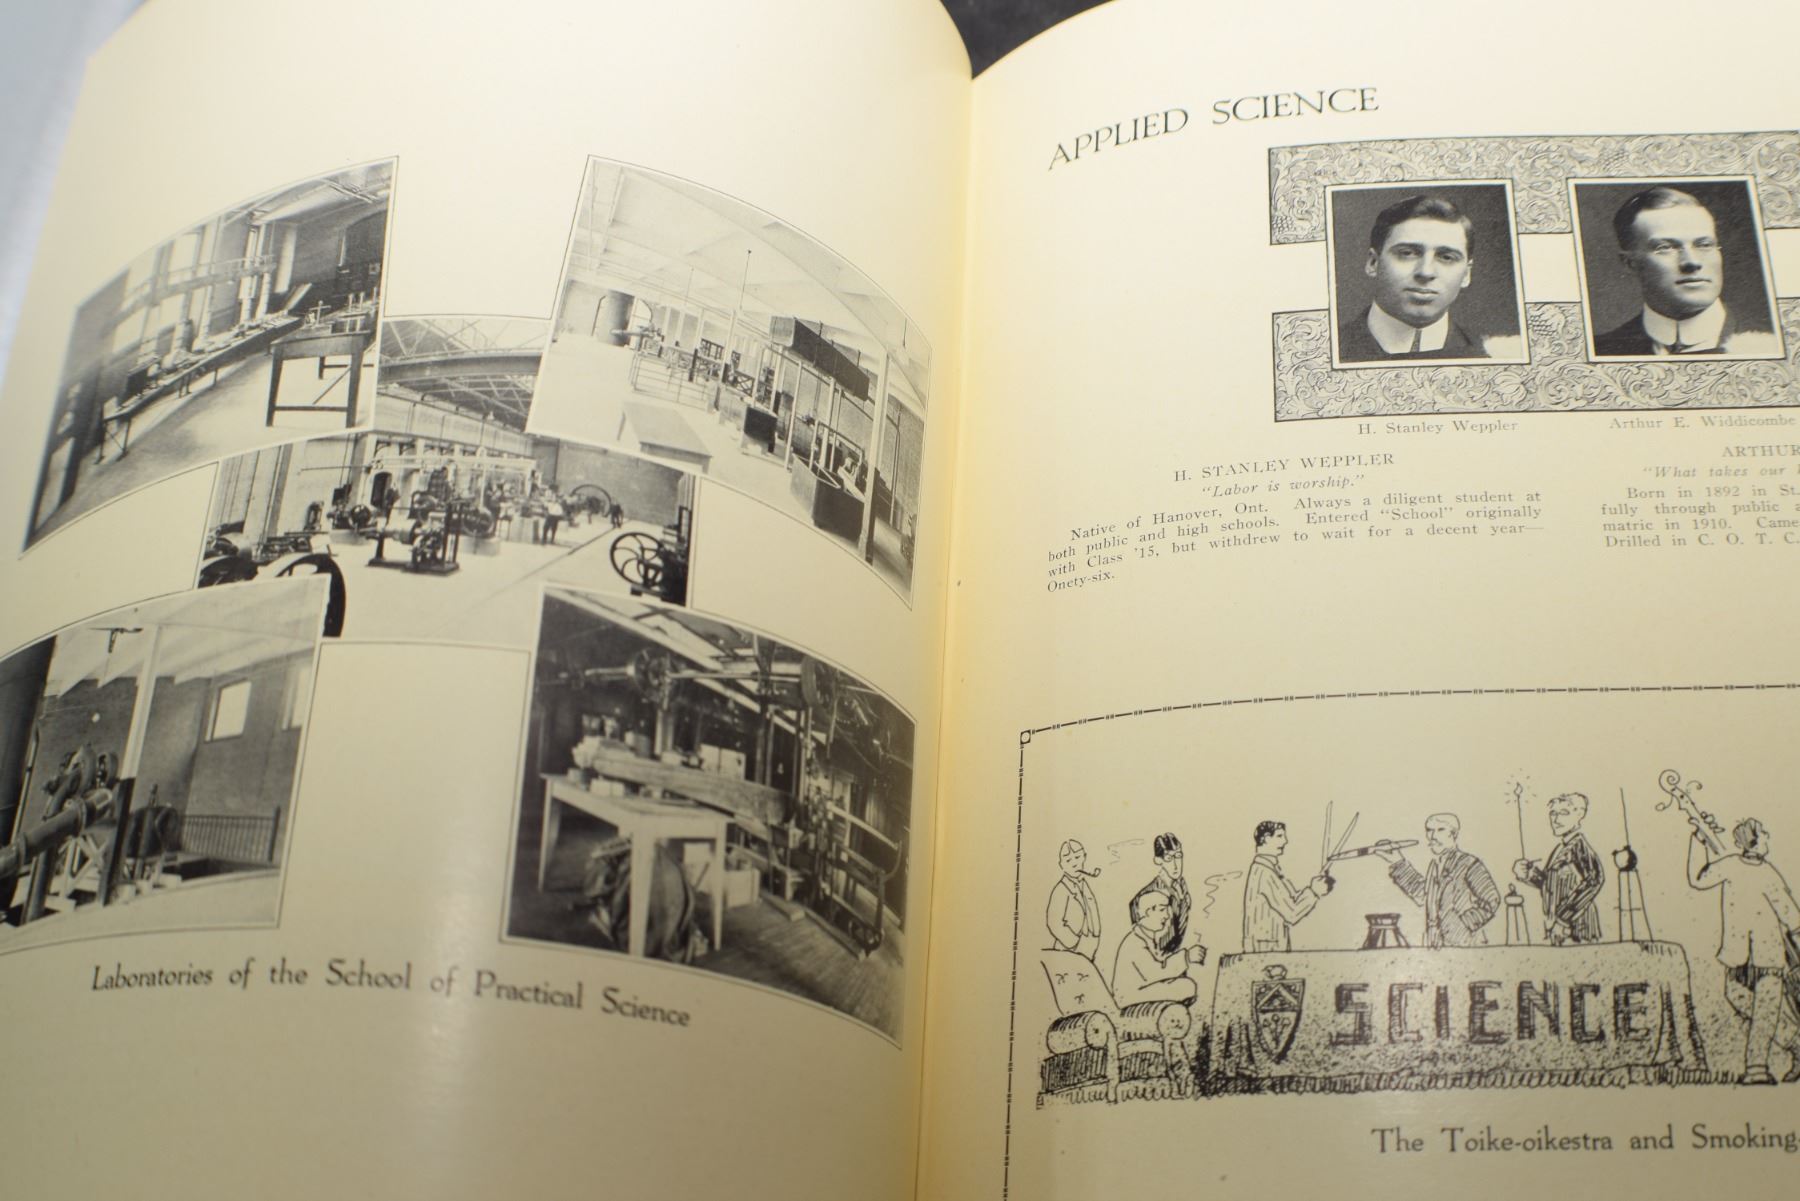 Laboratories of the School of Practical Science
APPLIED SCIENCE
H. Stanley Weppler
Arthur E. Widdicombe
H. STANLEY WEPPLER
"Labor is worship."
Native of Hanover, Ont. Always a diligent student at
both public and high schools. Entered "School" originally
with Class '15, but withdrew to wait for a decent year—
Onety-six.
ARTHUR
"What takes our
Born in 1892 in St.
fully through public
matric in 1910. Came
Drilled in C. O. T. C.
SCIENCE
The Toike-oikestra and Smoking-